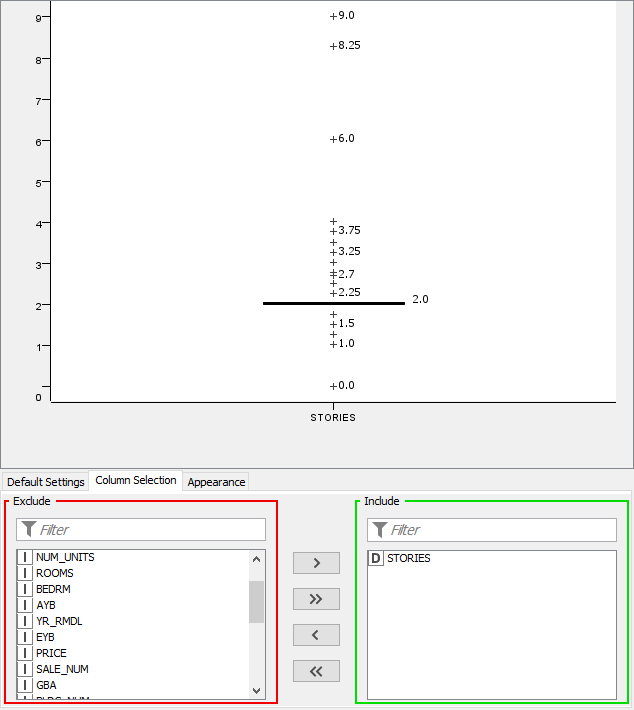 9
9.0
8.25
8
7
6
6.0
5
4
3.75
3.25
3
2.7
2.25
2
2.0
1.5
1
1.0
0.0
0
STORIES
Default Settings
Column Selection
Appearance
Exclude
Filter
I NUM_UNITS
I ROOMS
I BEDRM
I AYB
I YR_RMDL
I EYB
I PRICE
I SALE_NUM
I GBA
>
>>
<
<<
Include
Filter
D STORIES